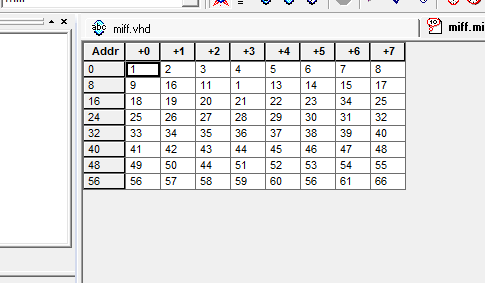 miff.vhd miff.mi
Addr +0 +1 +2 +3 +4 +5 +6 +7
0 1 2 3 4 5 6 7 8
8 9 16 11 1 13 14 15 17
16 18 19 20 21 22 23 34 25
24 25 26 27 28 29 30 31 32
32 33 34 35 36 37 38 39 40
40 41 42 43 44 45 46 47 48
48 49 50 44 51 52 53 54 55
56 56 57 58 59 60 56 61 66